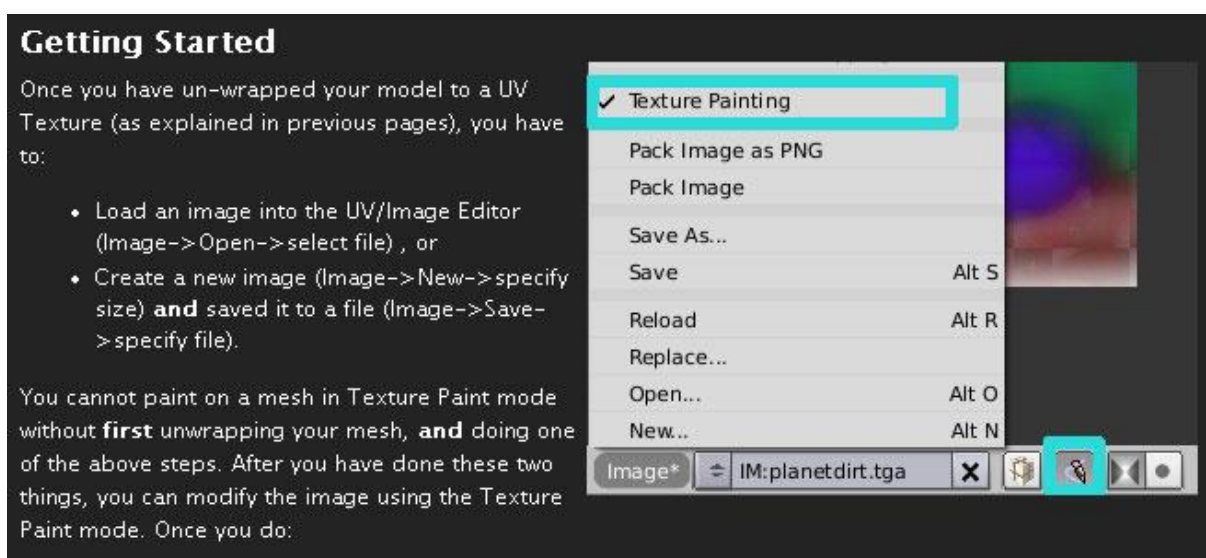 Getting Started
Once you have un-wrapped your model to a UV
Texture (as explained in previous pages), you have
to:
• Load an image into the UV/Image Editor
(Image->Open->select file) , or
• Create a new image (Image->New->specify
size) and saved it to a file (Image->Save-
>specify file).
You cannot paint on a mesh in Texture Paint mode
without first unwrapping your mesh, and doing one
of the above steps. After you have done these two
things, you can modify the image using the Texture
Paint mode. Once you do:
Texture Painting
Pack Image as PNG
Pack Image
Save As...
Save Alt S
Reload Alt R
Replace...
Open... Alt O
New... Alt N
Image* IM:planetdirt.tga